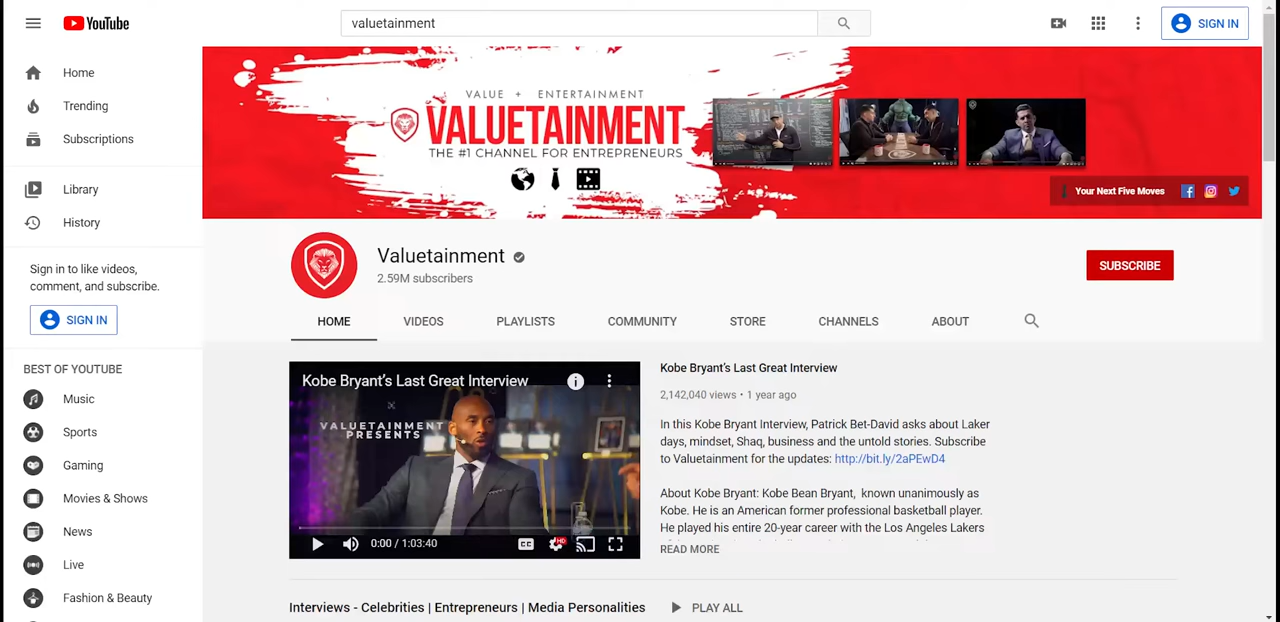 YouTube
valuetainment
SIGN IN
Home
Trending
Subscriptions
Library
History
Sign in to like videos,
comment, and subscribe.
SIGN IN
BEST OF YOUTUBE
Music
Sports
Gaming
Movies & Shows
News
Live
Fashion & Beauty
VALUE + ENTERTAINMENT
VALUETAINMENT
THE #1 CHANNEL FOR ENTREPRENEURS
Your Next Five Moves
Valuetainment
2.59M subscribers
SUBSCRIBE
HOME
VIDEOS
PLAYLISTS
COMMUNITY
STORE
CHANNELS
ABOUT
Kobe Bryant’s Last Great Interview
VALUETAINMENT
PRESENTS
0:00 / 1:03:40
CC
HD
Kobe Bryant’s Last Great Interview
2,142,040 views • 1 year ago
In this Kobe Bryant Interview, Patrick Bet-David asks about Laker
days, mindset, Shaq, business and the untold stories. Subscribe
to Valuetainment for the updates: http://bit.ly/2aPEwD4
About Kobe Bryant: Kobe Bean Bryant,  known unanimously as
Kobe. He is an American former professional basketball player.
He played his entire 20-year career with the Los Angeles Lakers
READ MORE
Interviews - Celebrities | Entrepreneurs | Media Personalities
PLAY ALL